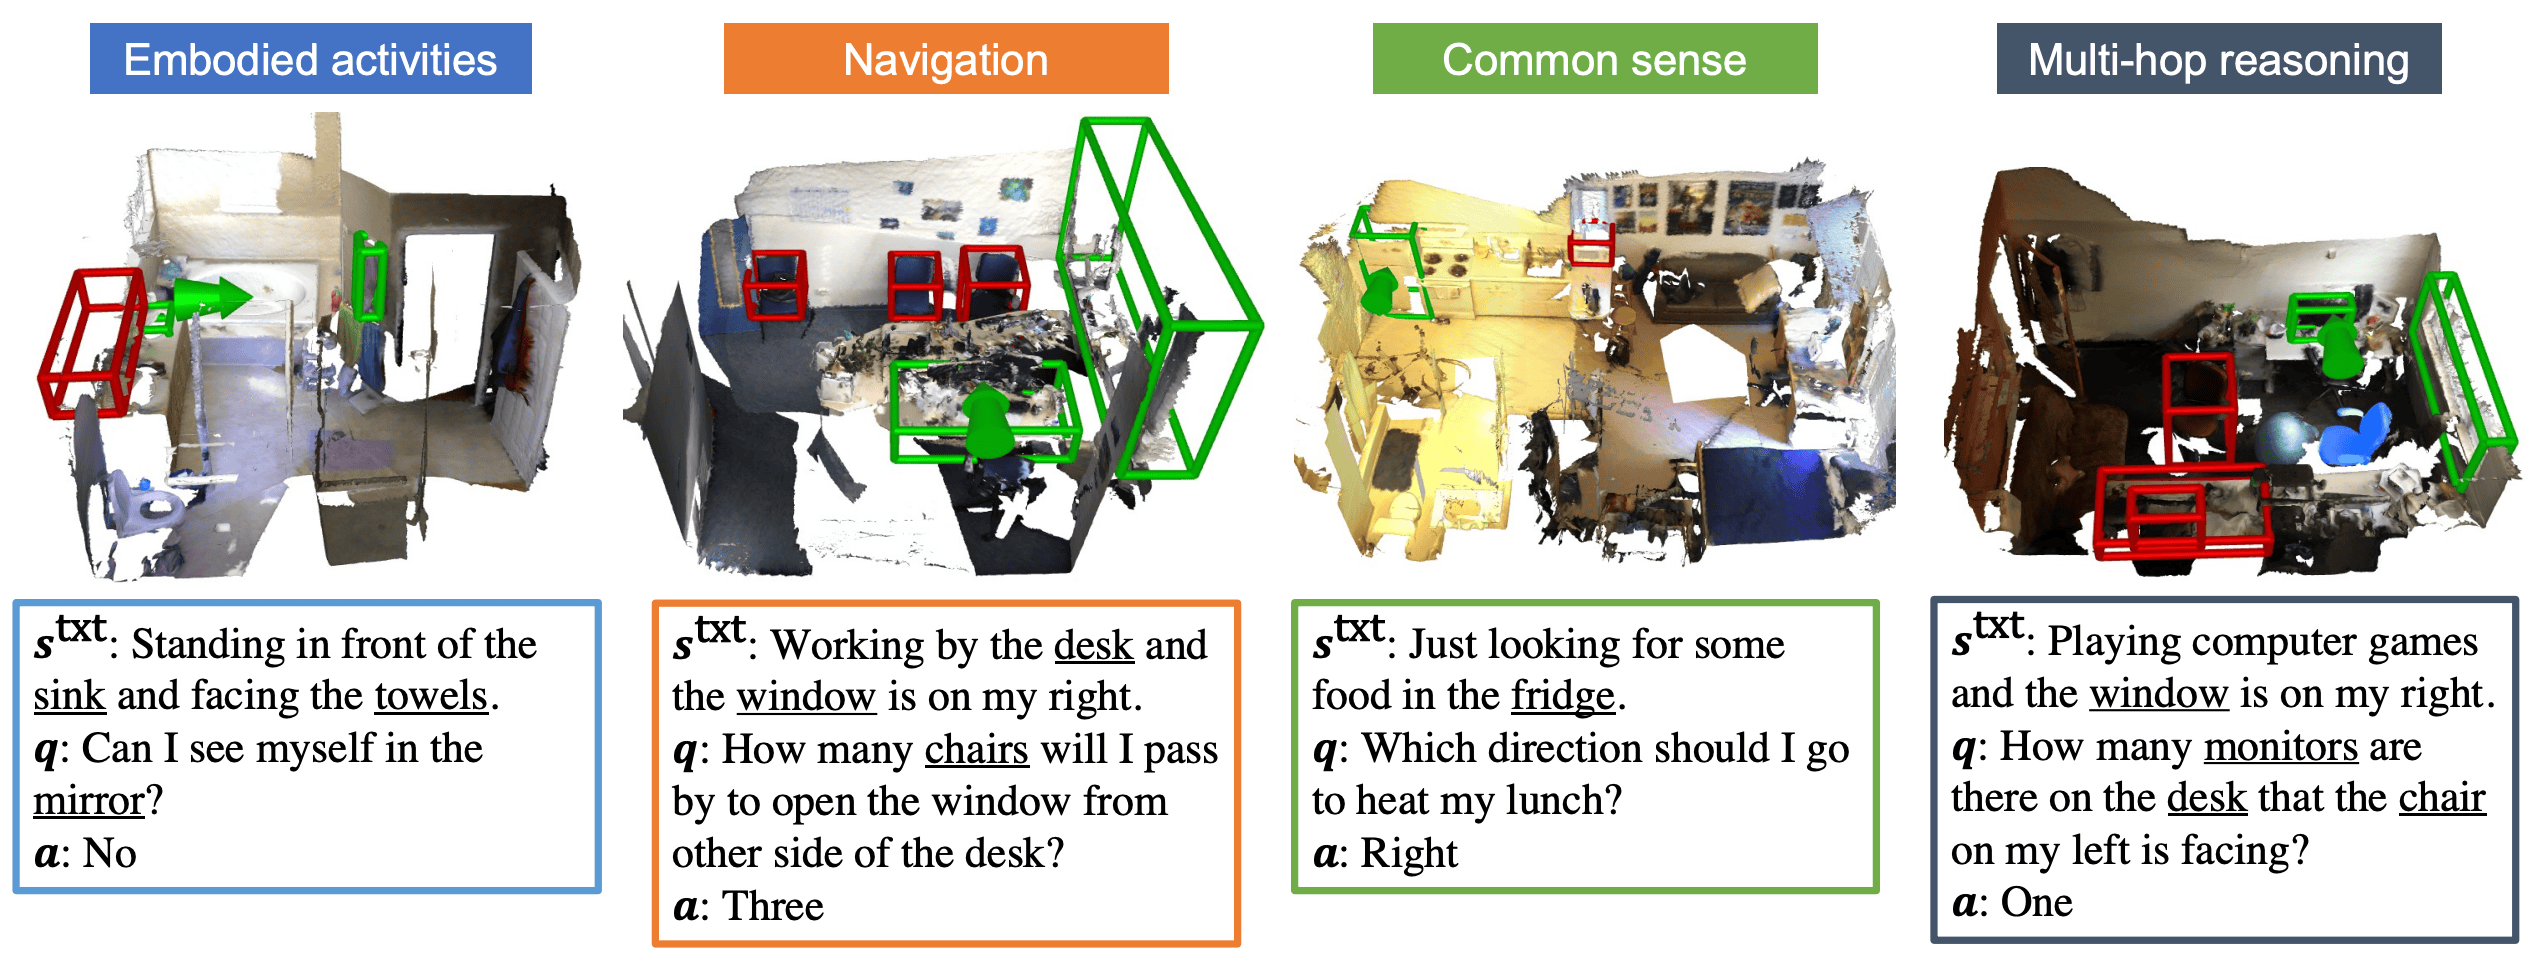 Embodied activities
Navigation
Common sense
Multi-hop reasoning
s^txt: Standing in front of the
sink and facing the towels.
q: Can I see myself in the
mirror?
a: No
s^txt: Working by the desk and
the window is on my right.
q: How many chairs will I pass
by to open the window from
other side of the desk?
a: Three
s^txt: Just looking for some
food in the fridge.
q: Which direction should I go
to heat my lunch?
a: Right
s^txt: Playing computer games
and the window is on my right.
q: How many monitors are
there on the desk that the chair
on my left is facing?
a: One